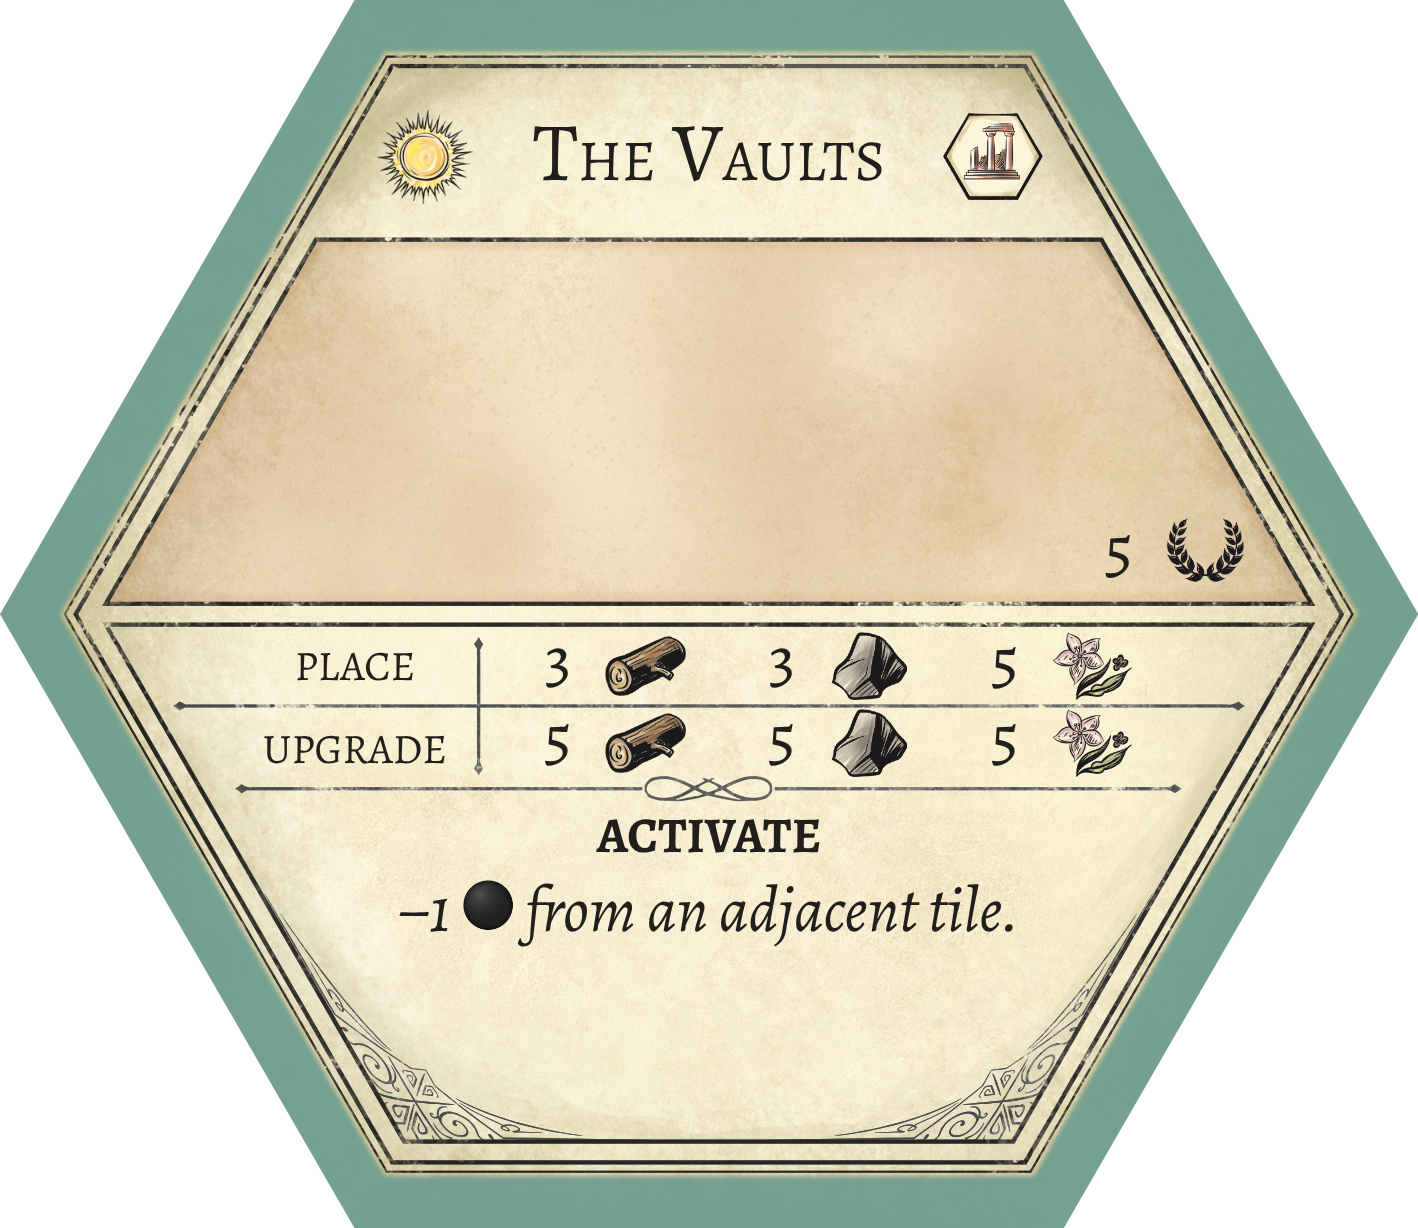 The Vaults
5
PLACE 3 3 5
UPGRADE 5 5 5
ACTIVATE
–1 from an adjacent tile.